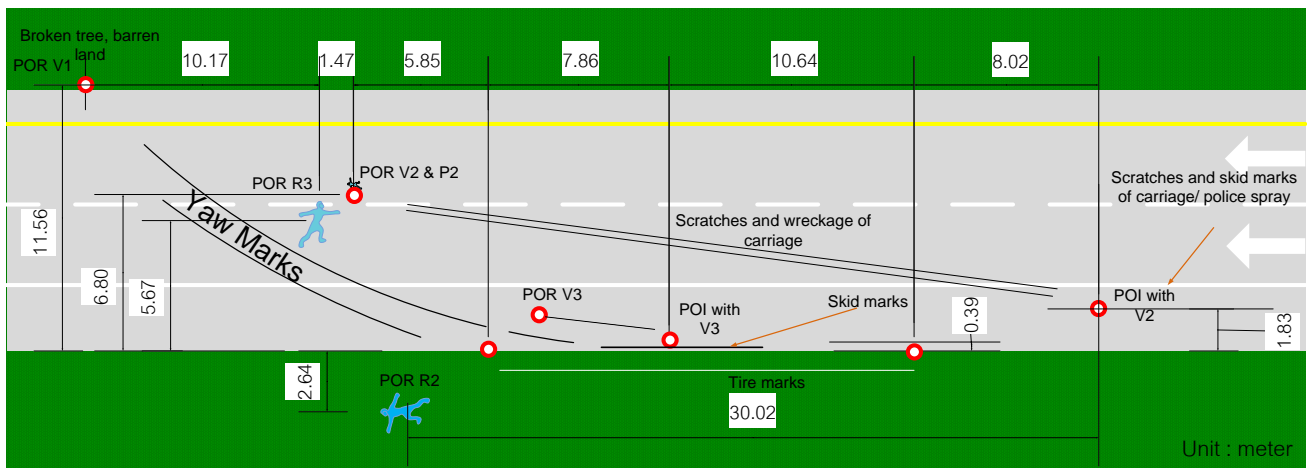 Broken tree, barren
land
POR V1
10.17
1.47
5.85
7.86
10.64
8.02
POR R3
POR V2 & P2
Scratches and skid marks
of carriage/ police spray
Yaw Marks
Scratches and wreckage of
carriage
11.56
6.80
5.67
POR V3
POI with
V3
Skid marks
0.39
POI with
V2
1.83
2.64
POR R2
Tire marks
30.02
Unit : meter